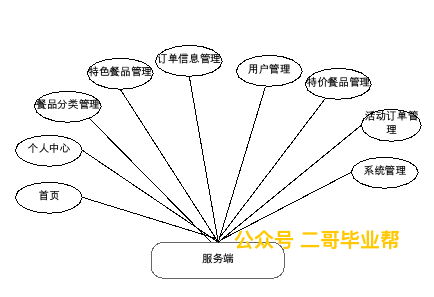 订单信息管理
用户管理
特色餐品管理
特价餐品管理
餐品分类管理
活动订单管
理
个人中心
系统管理
首页
公众号 二哥毕业帮
服务端